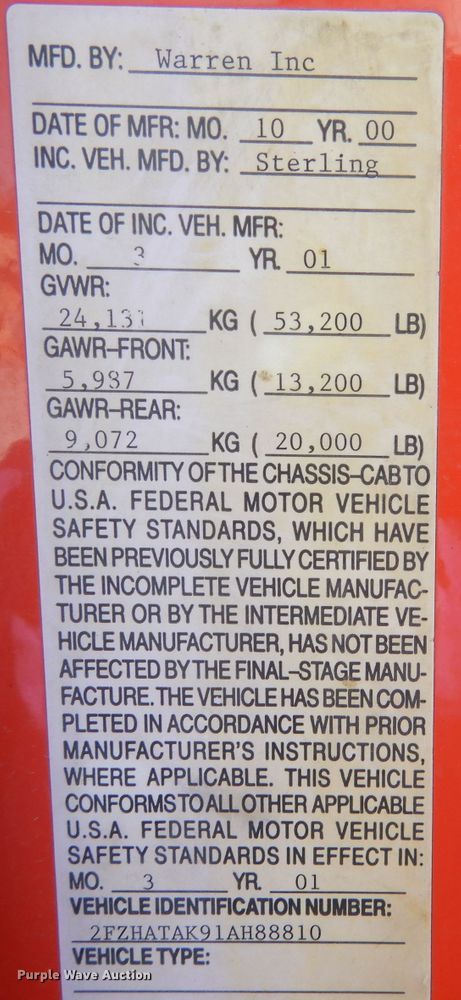 MFD. BY: Warren Inc
DATE OF MFR: MO. 10 YR. 00
INC. VEH. MFD. BY: Sterling
DATE OF INC. VEH. MFR:
MO. 3 YR. 01
GVWR:
24,131 KG ( 53,200 LB)
GAWR-FRONT:
5,987 KG ( 13,200 LB)
GAWR-REAR:
9,072 KG ( 20,000 LB)
CONFORMITY OF THE CHASSIS-CAB TO
U.S.A. FEDERAL MOTOR VEHICLE
SAFETY STANDARDS, WHICH HAVE
BEEN PREVIOUSLY FULLY CERTIFIED BY
THE INCOMPLETE VEHICLE MANUFAC-
TURER OR BY THE INTERMEDIATE VE-
HICLE MANUFACTURER, HAS NOT BEEN
AFFECTED BY THE FINAL-STAGE MANU-
FACTURE. THE VEHICLE HAS BEEN COM-
PLETED IN ACCORDANCE WITH PRIOR
MANUFACTURER'S INSTRUCTIONS,
WHERE APPLICABLE. THIS VEHICLE
CONFORMS TO ALL OTHER APPLICABLE
U.S.A. FEDERAL MOTOR VEHICLE
SAFETY STANDARDS IN EFFECT IN:
MO. 3 YR. 01
VEHICLE IDENTIFICATION NUMBER:
2FZHATAK91AH88810
VEHICLE TYPE:
Purple Wave Auction